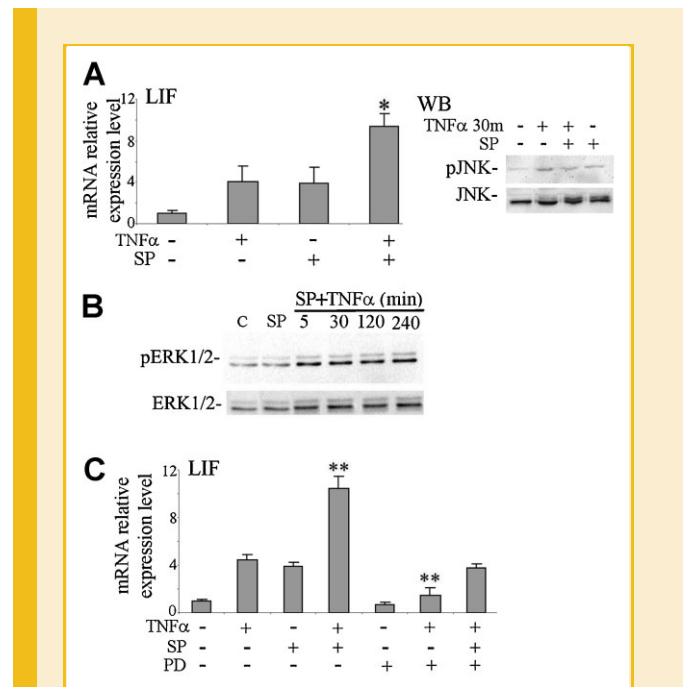 A
LIF
mRNA relative
expression level
12
8
4
0
*
TNFα - + - +
SP - - + +
WB
TNFα 30m - + + -
SP + +
pJNK-
JNK-
B
SP+TNFα (min)
C SP 5 30 120 240
pERK1/2-
ERK1/2-
C
LIF
mRNA relative
expression level
12
8
4
0
**
**
TNFα - + - + - + +
SP - - + + - - +
PD - - - - + + +